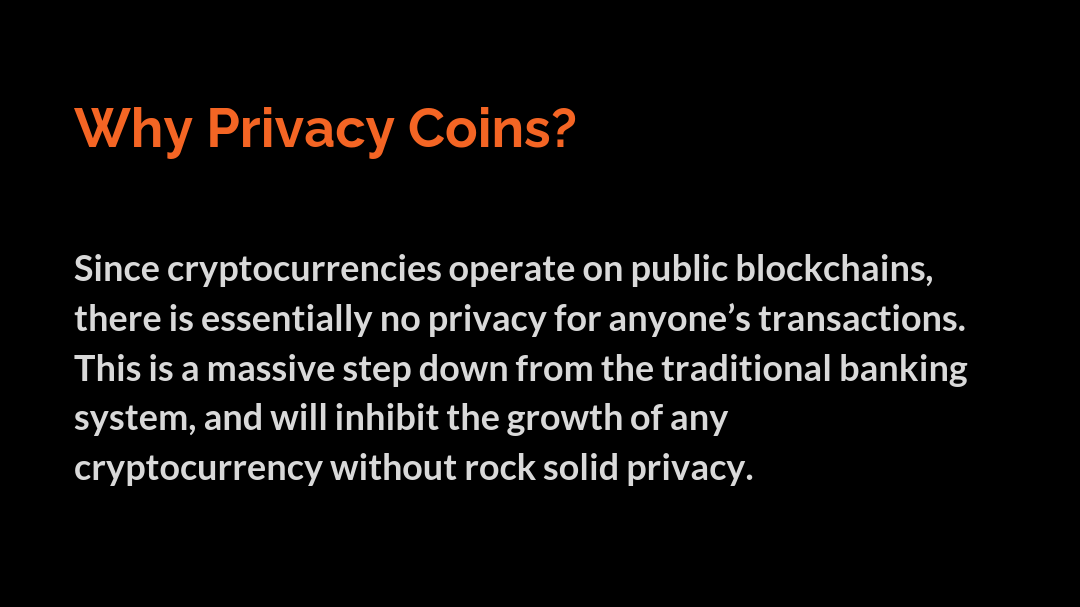 Why Privacy Coins?
Since cryptocurrencies operate on public blockchains,
there is essentially no privacy for anyone’s transactions.
This is a massive step down from the traditional banking
system, and will inhibit the growth of any
cryptocurrency without rock solid privacy.